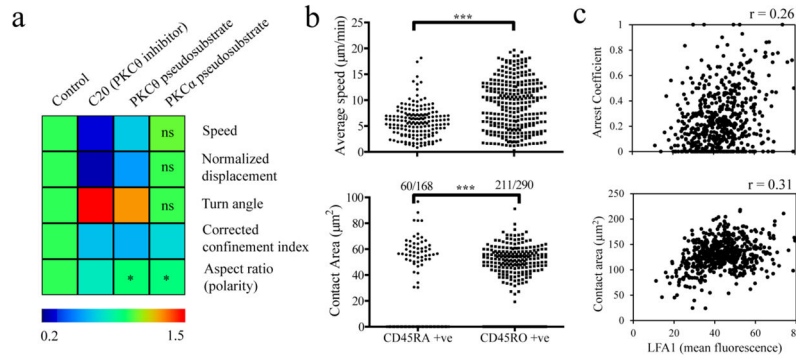 a
Control
C20 (PKCθ inhibitor)
PKCθ pseudosubstrate
PKCα pseudosubstrate
ns
Speed
ns
Normalized
displacement
ns
Turn angle
Corrected
confinement index
* *
Aspect ratio
(polarity)
0.2 1.5
b
***
Average speed (μm/min)
25
20
15
10
5
0
60/168 *** 211/290
Contact Area (μm²)
100
80
60
40
20
0
CD45RA +ve CD45RO +ve
c
r = 0.26
Arrest Coefficient
1
0.8
0.6
0.4
0.2
0
r = 0.31
Contact area (μm²)
250
200
150
100
50
0
0 20 40 60 80
LFA1 (mean fluorescence)